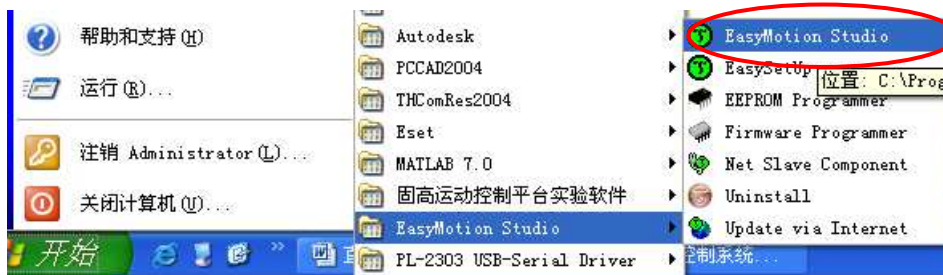 帮助和支持(H)
运行(R)...
注销 Administrator(L)...
关闭计算机(U)...
开始
Autodesk
PCCAD2004
THComRes2004
Eset
MATLAB 7.0
固高运动控制平台实验软件
EasyMotion Studio
PL-2303 USB-Serial Driver
EasyMotion Studio
EasySetUp
位置: C:\Prog
EEPROM Programmer
Firmware Programmer
Net Slave Component
Uninstall
Update via Internet
控制系统...